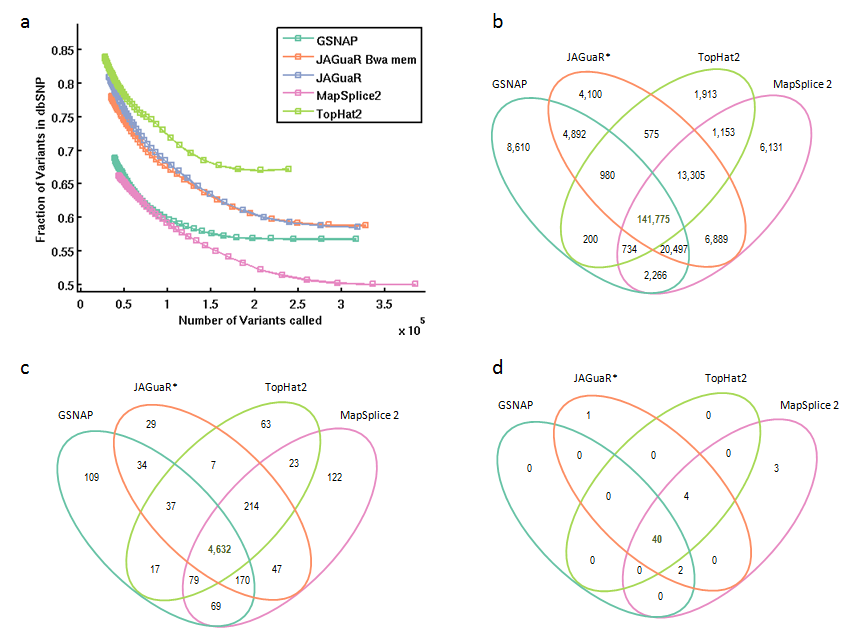 a
0.85
0.8
0.75
0.7
0.65
0.6
0.55
0.5
Fraction of Variants in dbSNP
0
0.5
1
1.5
2
2.5
3
3.5
Number of Variants called
x 10^5
GSNAP
JAGuaR Bwa mem
JAGuaR
MapSplice2
TopHat2
b
JAGuaR*
TopHat2
GSNAP
MapSplice 2
4,100
1,913
4,892
575
1,153
8,610
6,131
980
13,305
141,775
200
734
20,497
6,889
2,266
c
JAGuaR*
TopHat2
GSNAP
MapSplice 2
29
63
34
7
23
109
122
37
214
4,632
17
79
170
47
69
d
JAGuaR*
TopHat2
GSNAP
MapSplice 2
1
0
0
0
0
0
3
0
4
40
0
0
2
0
0